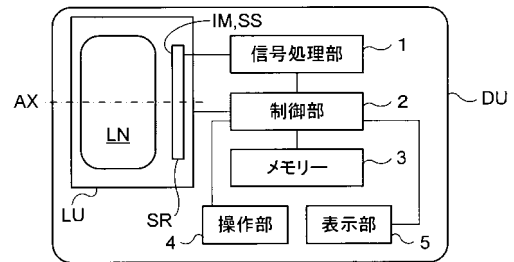 IM,SS
信号処理部
1
AX
LN
制御部
2
DU
メモリー
3
LU
SR
操作部
4
表示部
5